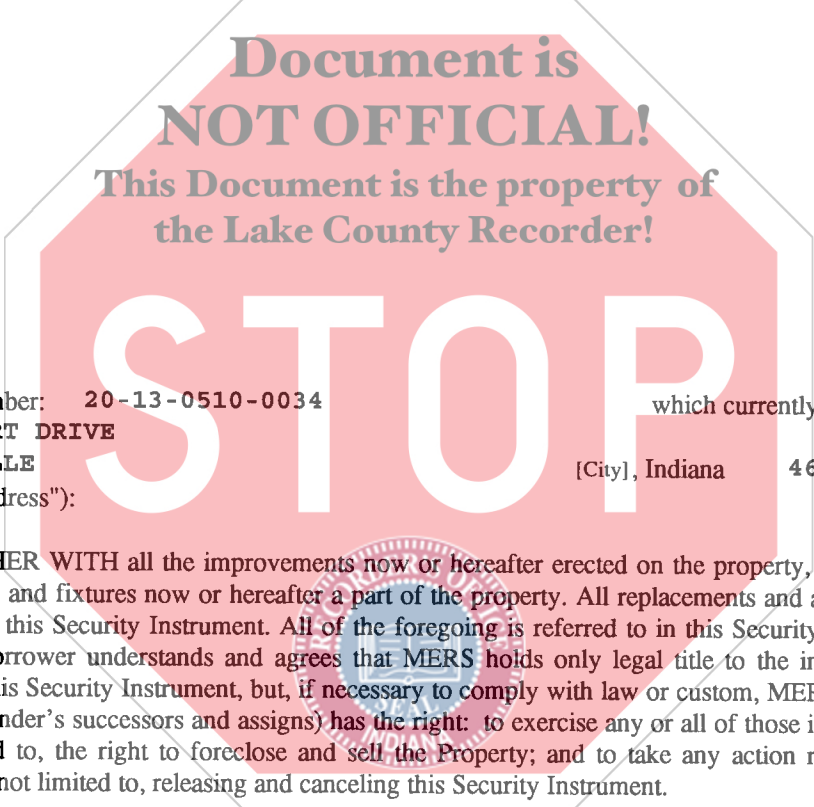 Document is
NOT OFFICIAL!
This Document is the property of
the Lake County Recorder!
STOP
ber: 20-13-0510-0034 which currently
T DRIVE
LE [City], Indiana 46
dress"):
ER WITH all the improvements now or hereafter erected on the property,
and fixtures now or hereafter a part of the property. All replacements and a
this Security Instrument. All of the foregoing is referred to in this Security
orrower understands and agrees that MERS holds only legal title to the in
is Security Instrument, but, if necessary to comply with law or custom, MER
nder's successors and assigns) has the right: to exercise any or all of those i
d to, the right to foreclose and sell the Property; and to take any action r
not limited to, releasing and canceling this Security Instrument.
RECORDER'S OFFICE
SEAL
INDIANA